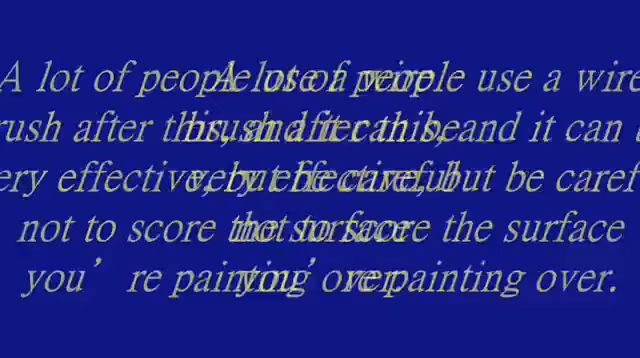 A lot of people use a wire
brush after this, and it can be
very effective, but be careful
not to score the surface
you’re painting over.